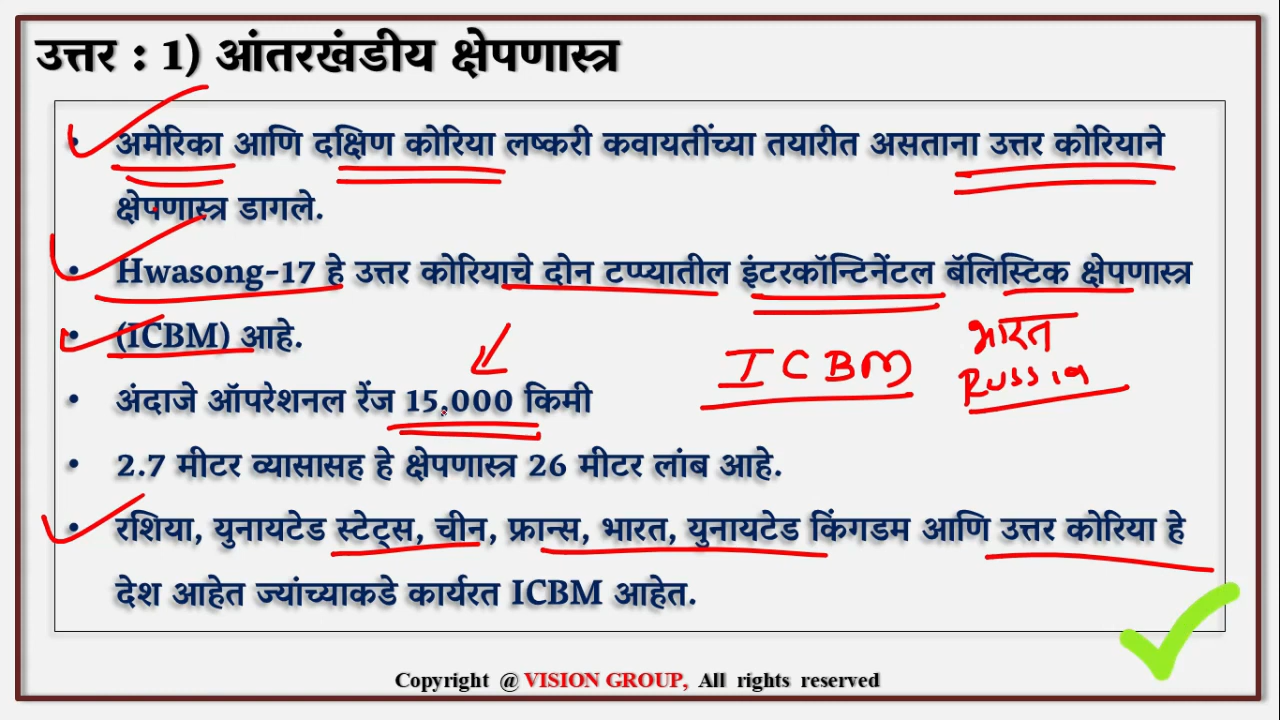 उत्तर : 1) आंतरखंडीय क्षेपणास्त्र
• अमेरिका आणि दक्षिण कोरिया लष्करी कवायतींच्या तयारीत असताना उत्तर कोरियाने
क्षेपणास्त्र डागले.
• Hwasong-17 हे उत्तर कोरियाचे दोन टप्प्यातील इंटरकॉन्टिनेंटल बॅलिस्टिक क्षेपणास्त्र
• (ICBM) आहे.
ICBM
भारत
Russia
• अंदाजे ऑपरेशनल रेंज 15,000 किमी
• 2.7 मीटर व्यासासह हे क्षेपणास्त्र 26 मीटर लांब आहे.
• रशिया, युनायटेड स्टेट्स, चीन, फ्रान्स, भारत, युनायटेड किंगडम आणि उत्तर कोरिया हे
देश आहेत ज्यांच्याकडे कार्यरत ICBM आहेत.
Copyright @ VISION GROUP, All rights reserved